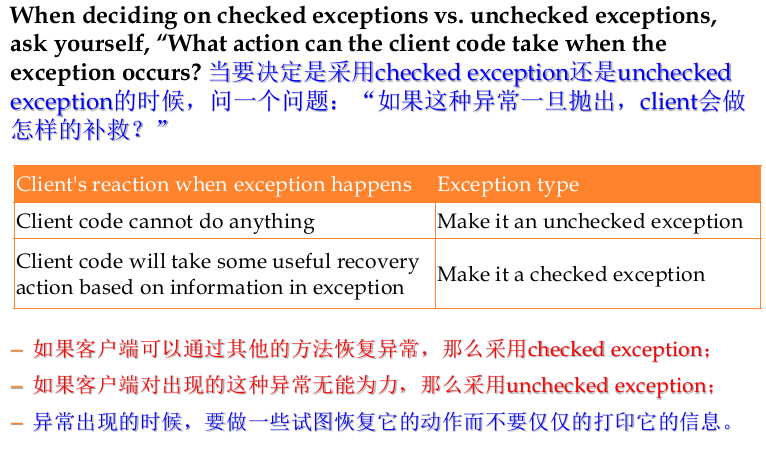 When deciding on checked exceptions vs. unchecked exceptions,
ask yourself, “What action can the client code take when the
exception occurs? 当要决定是采用checked exception还是unchecked
exception的时候，问一个问题：“如果这种异常一旦抛出，client会做
怎样的补救？”
Client's reaction when exception happens
Exception type
Client code cannot do anything
Make it an unchecked exception
Client code will take some useful recovery
action based on information in exception
Make it a checked exception
– 如果客户端可以通过其他的方法恢复异常，那么采用checked exception；
– 如果客户端对出现的这种异常无能为力，那么采用unchecked exception；
– 异常出现的时候，要做一些试图恢复它的动作而不要仅仅的打印它的信息。